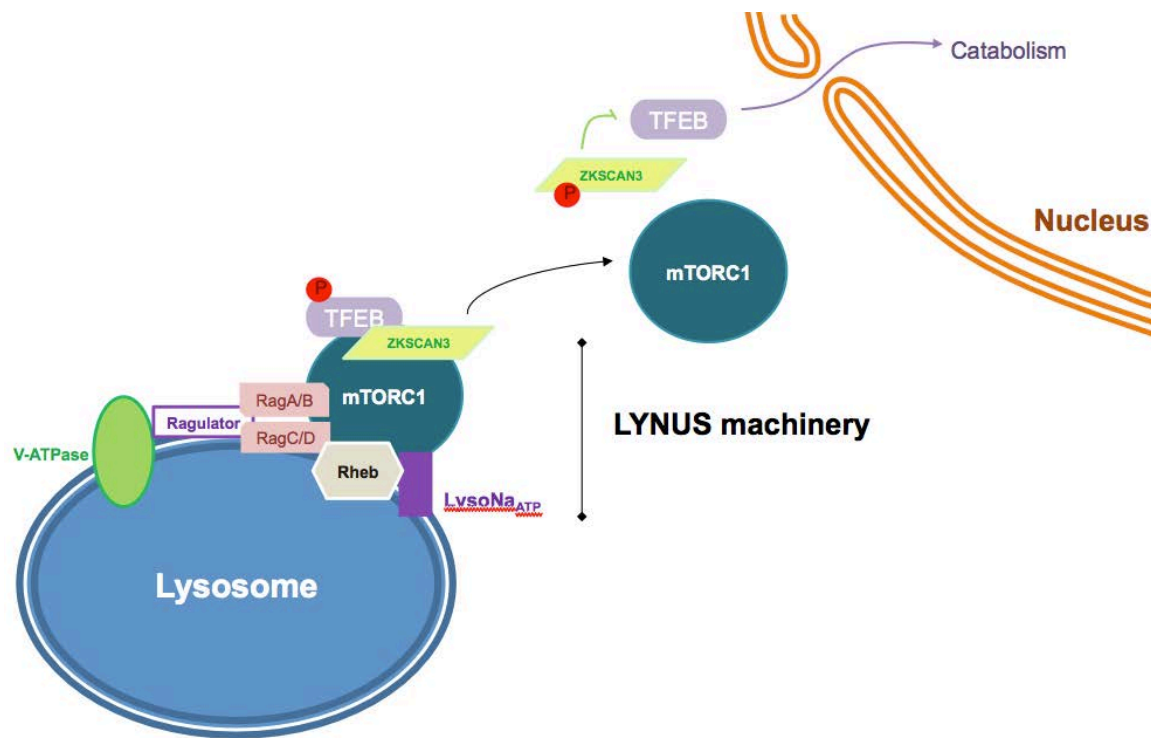 Catabolism
TFEB
ZKSCAN3
P
Nucleus
mTORC1
P
TFEB
ZKSCAN3
RagA/B
mTORC1
Ragulator
LYNUS machinery
RagC/D
V-ATPase
Rheb
LysoNaATP
Lysosome